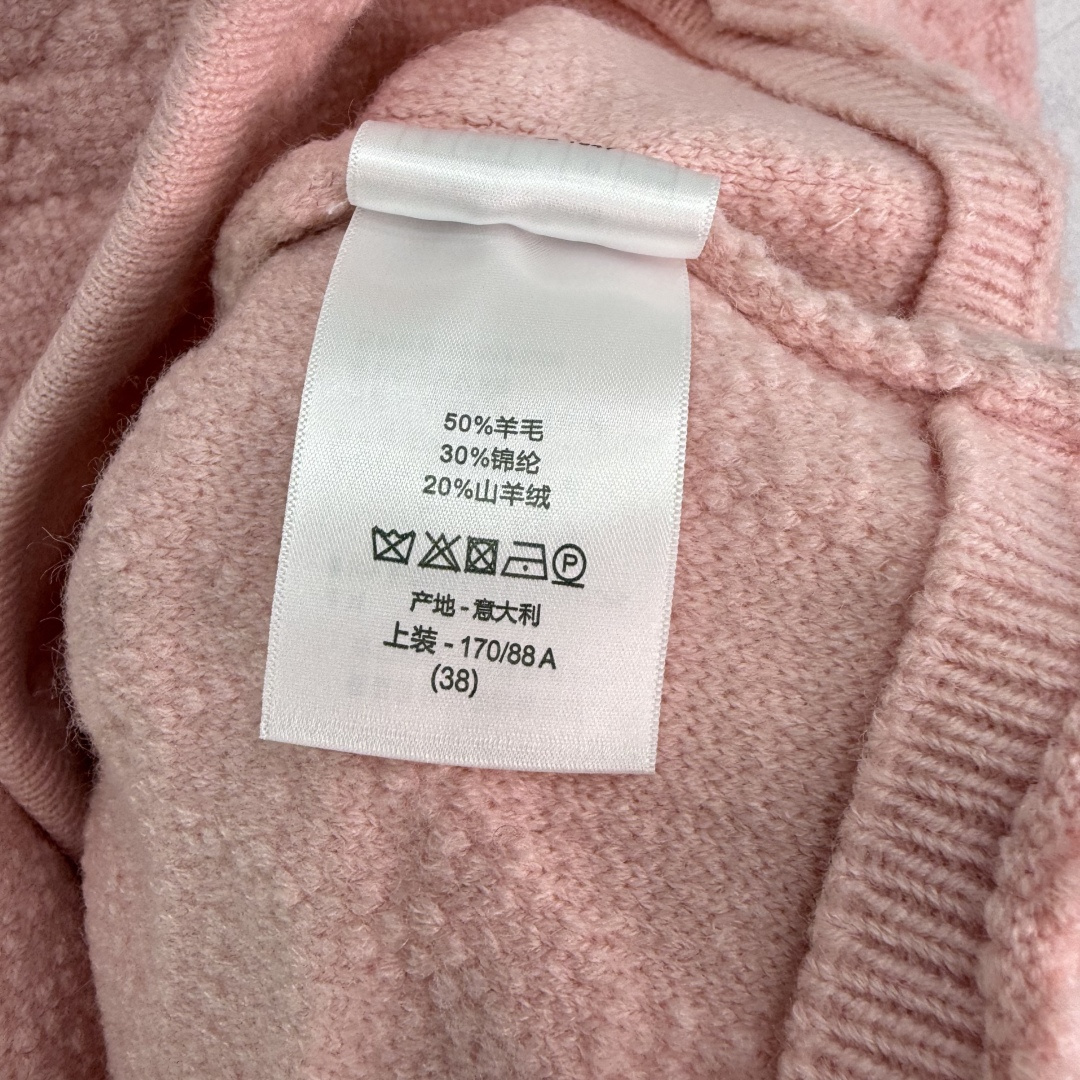 50%羊毛
30%锦纶
20%山羊绒
P
产地 - 意大利
上装 - 170/88 A
(38)